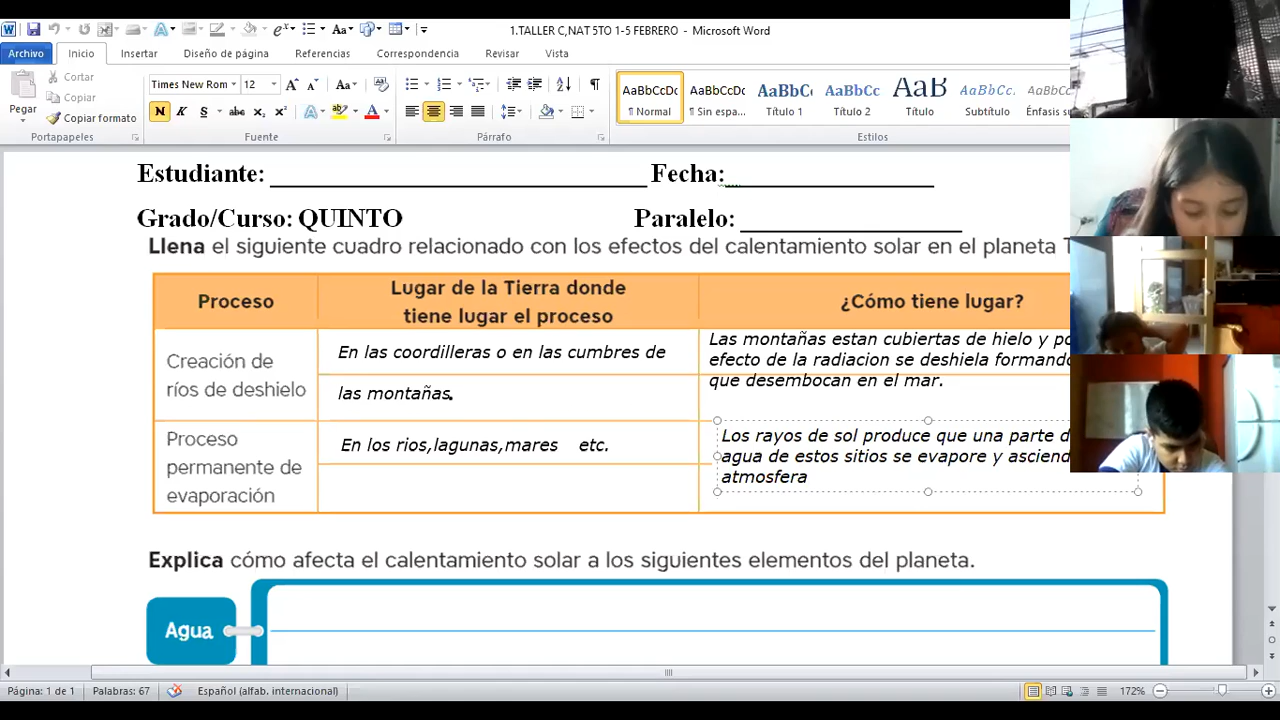 1.TALLER C,NAT 5TO 1-5 FEBRERO - Microsoft Word
Archivo Inicio Insertar Diseño de página Referencias Correspondencia Revisar Vista
Pegar
Cortar
Copiar
Copiar formato
Portapapeles
Times New Rom 12
Fuente
Párrafo
AaBbCcDc AaBbCcDc AaBbC AaBbCc AaB AaBbCc. AaBbCc
¶ Normal ¶ Sin espa... Título 1 Título 2 Título Subtítulo Énfasis
Estilos
Estudiante: Fecha:
Grado/Curso: QUINTO Paralelo:
Llena el siguiente cuadro relacionado con los efectos del calentamiento solar en el planeta
Proceso
Lugar de la Tierra donde
tiene lugar el proceso
¿Cómo tiene lugar?
Creación de
ríos de deshielo
En las coordilleras o en las cumbres de
las montañas.
Las montañas estan cubiertas de hielo y
efecto de la radiacion se deshiela formando
que desembocan en el mar.
Proceso
permanente de
evaporación
En los rios,lagunas,mares etc.
Los rayos de sol produce que una parte
agua de estos sitios se evapore y
atmosfera
Explica cómo afecta el calentamiento solar a los siguientes elementos del planeta.
Agua
Página: 1 de 1 Palabras: 67 Español (alfab. internacional) 172%